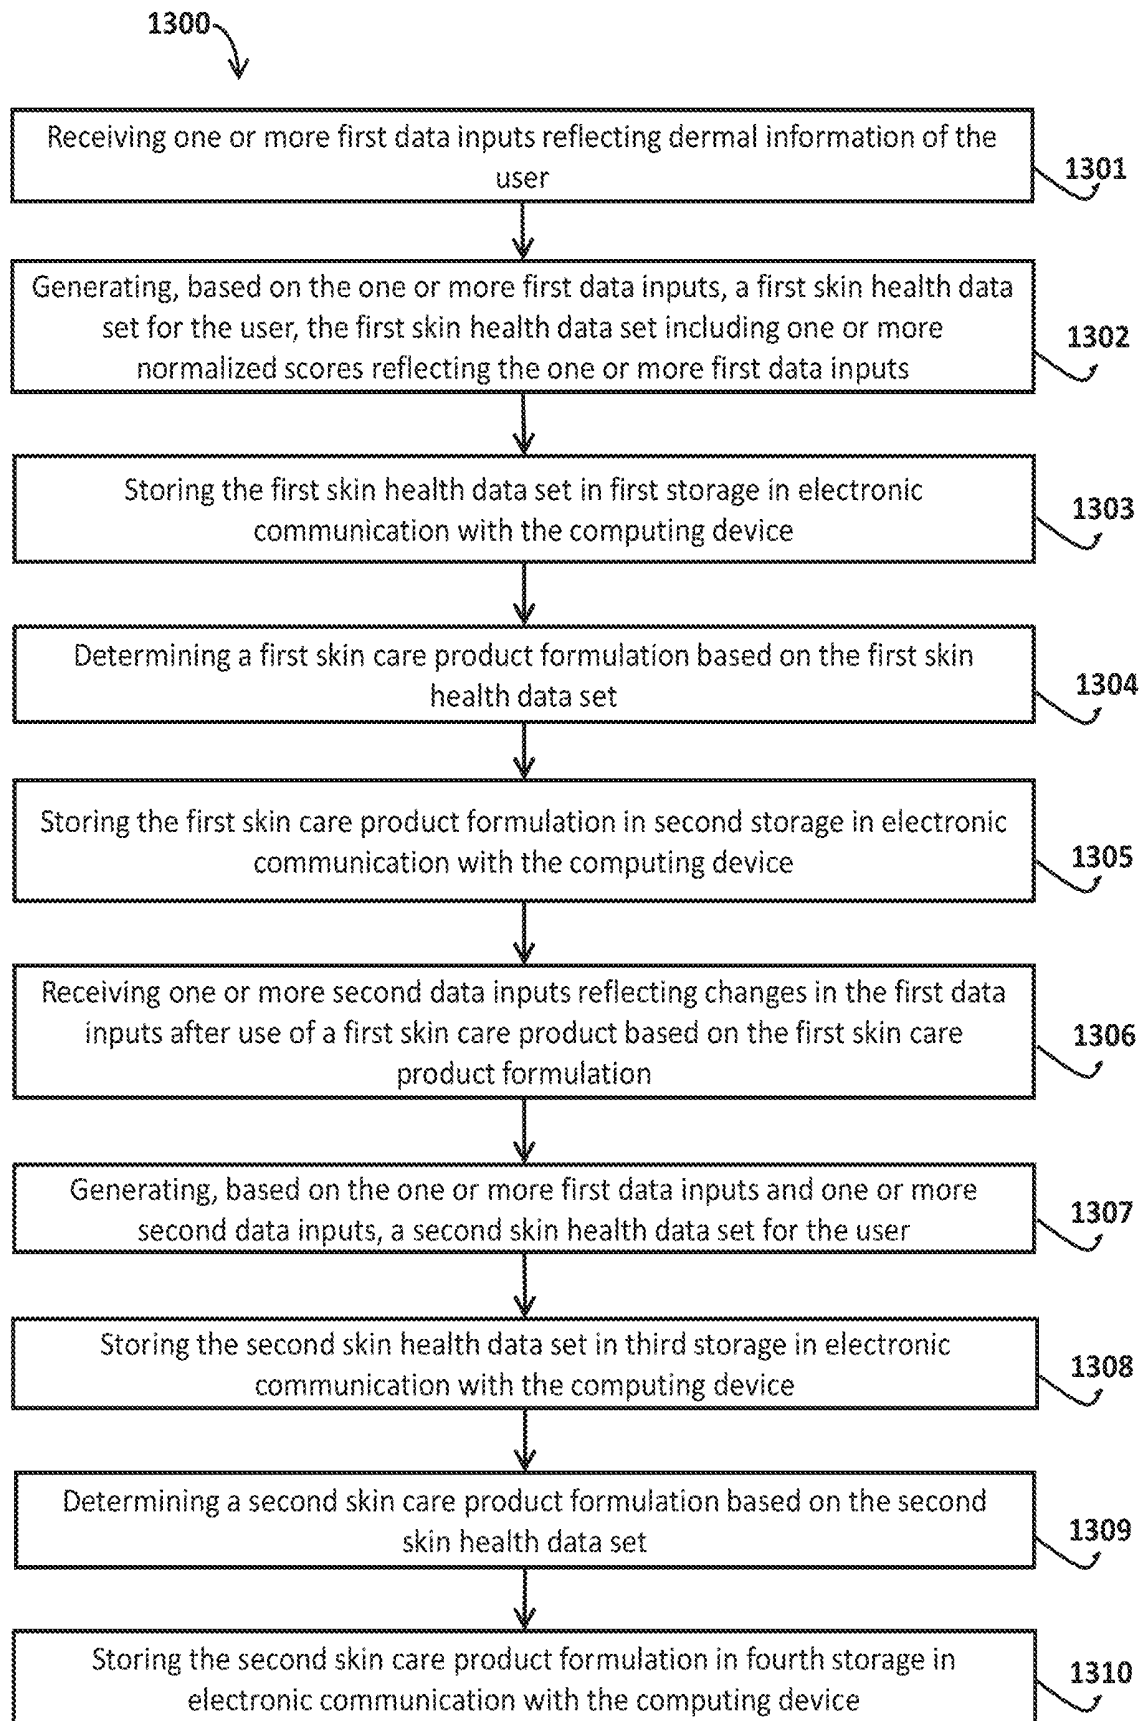 1300
Receiving one or more first data inputs reflecting dermal information of the
user
1301
Generating, based on the one or more first data inputs, a first skin health data
set for the user, the first skin health data set including one or more
normalized scores reflecting the one or more first data inputs
1302
Storing the first skin health data set in first storage in electronic
communication with the computing device
1303
Determining a first skin care product formulation based on the first skin
health data set
1304
Storing the first skin care product formulation in second storage in electronic
communication with the computing device
1305
Receiving one or more second data inputs reflecting changes in the first data
inputs after use of a first skin care product based on the first skin care
product formulation
1306
Generating, based on the one or more first data inputs and one or more
second data inputs, a second skin health data set for the user
1307
Storing the second skin health data set in third storage in electronic
communication with the computing device
1308
Determining a second skin care product formulation based on the second
skin health data set
1309
Storing the second skin care product formulation in fourth storage in
electronic communication with the computing device
1310